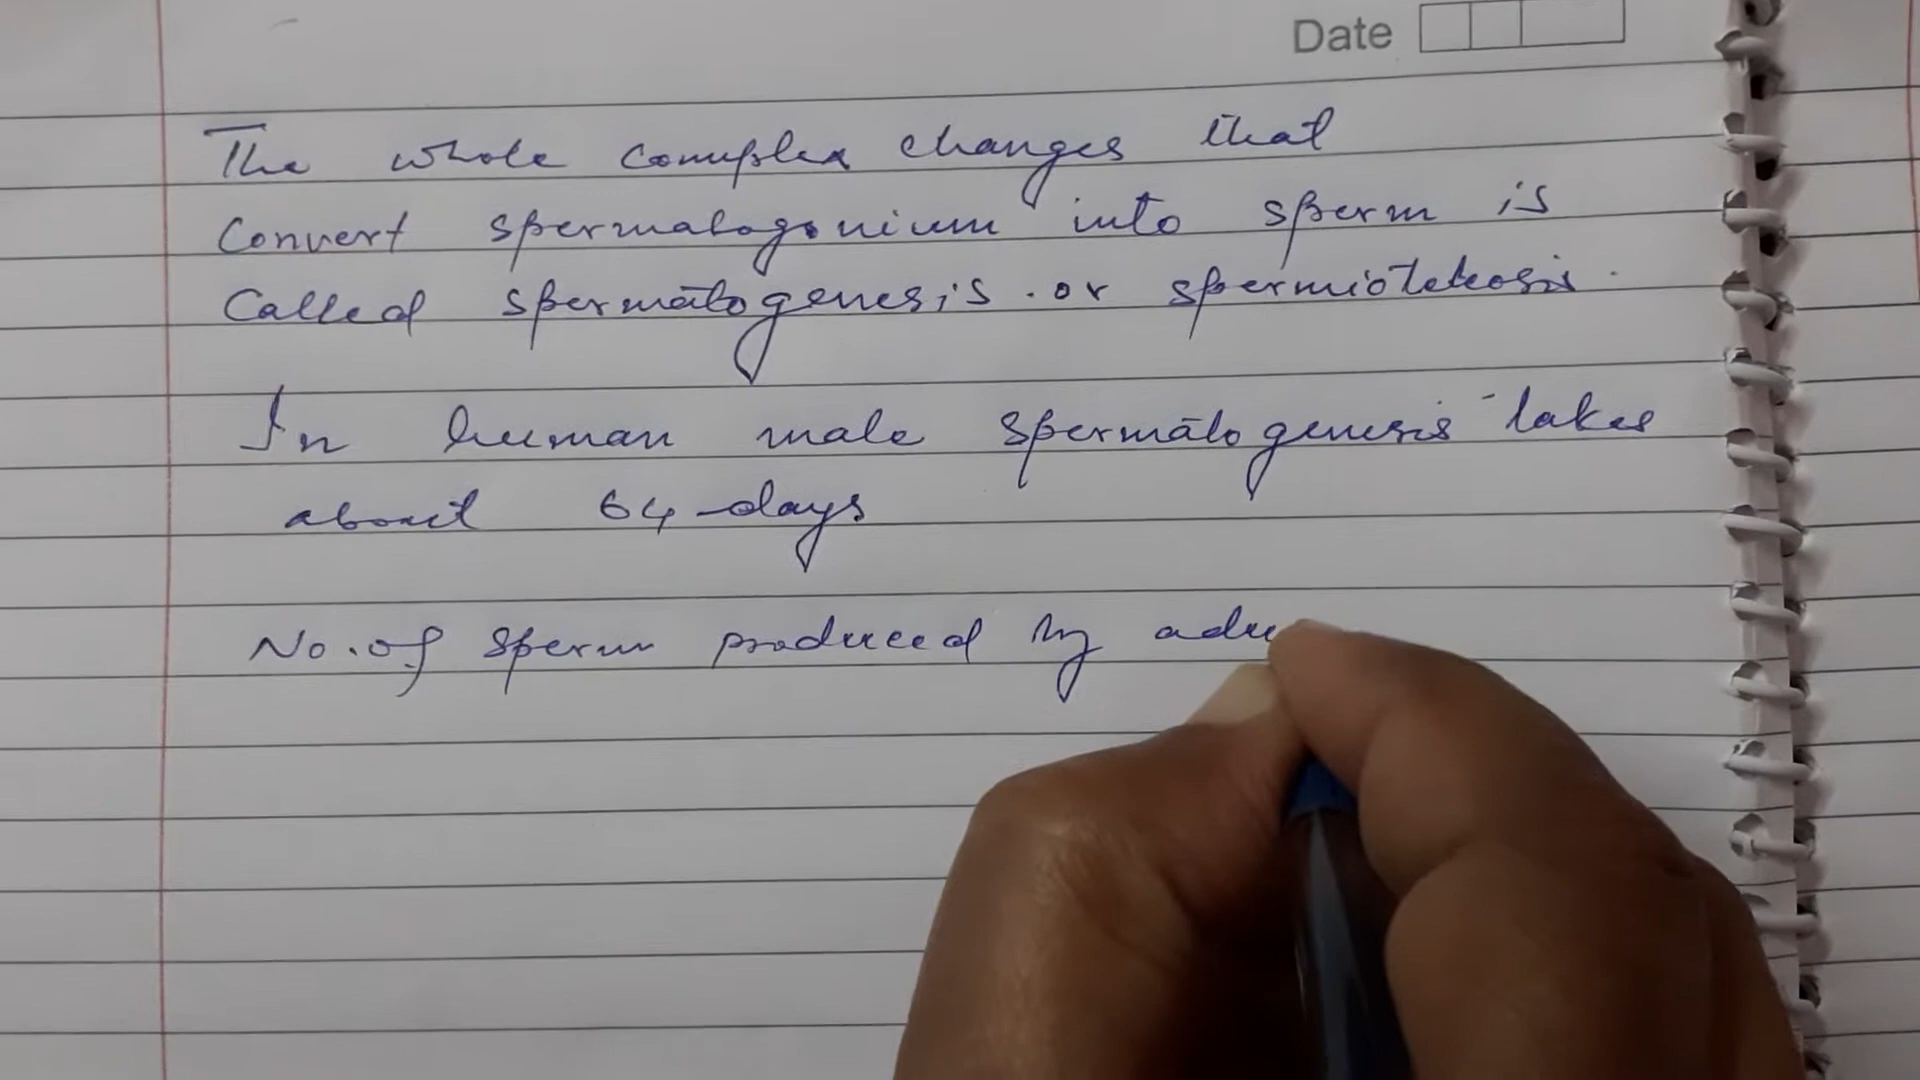 Date
The whole complex changes that
Convert spermatogonium into sperm is
Called spermatogenesis. or spermioteleosis.
In human male spermatogenesis takes
about 64 days
No. of sperm produced by adu